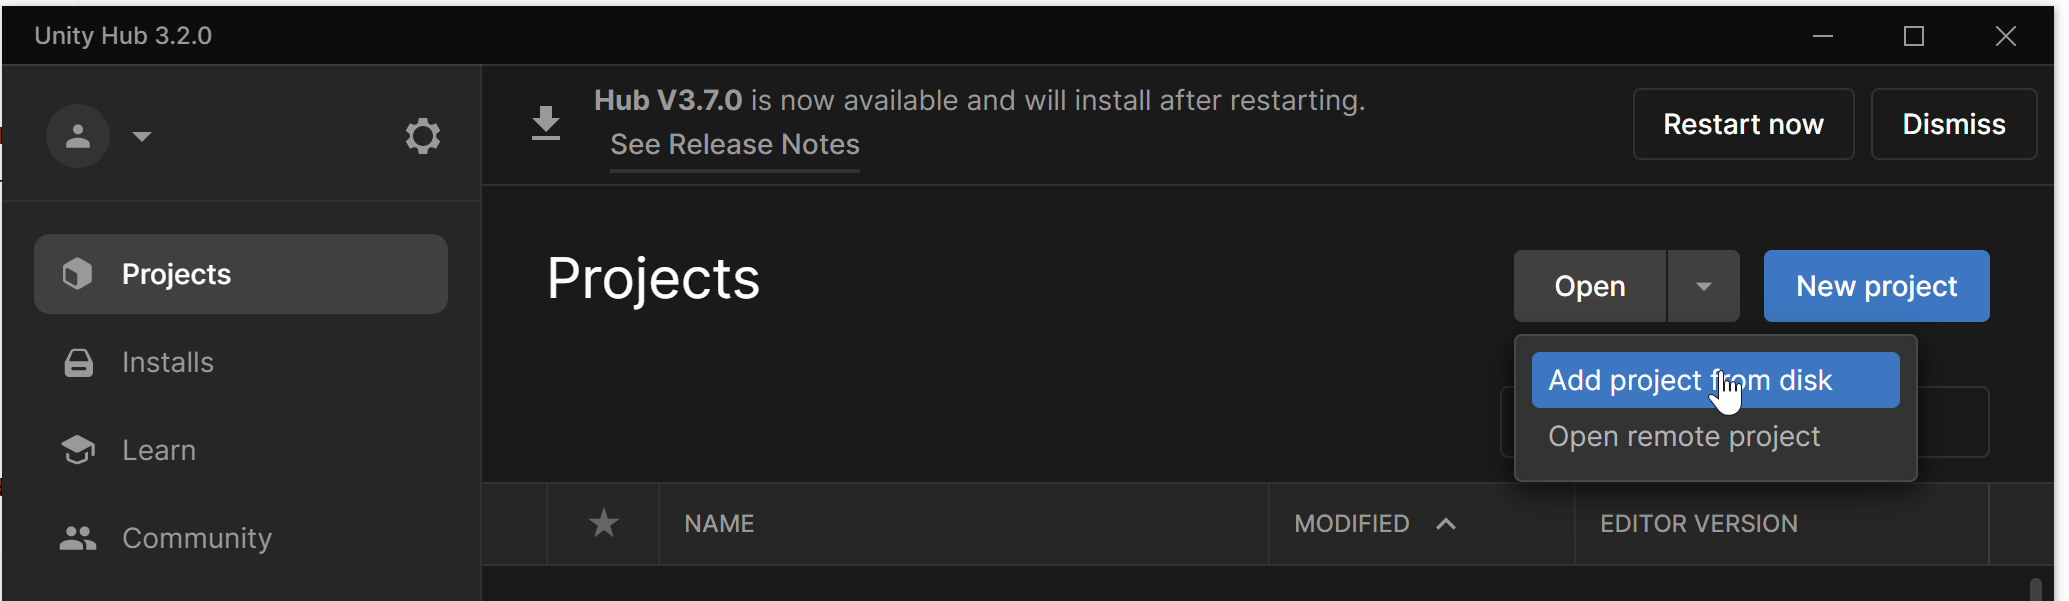 Unity Hub 3.2.0
Hub V3.7.0 is now available and will install after restarting.
See Release Notes
Restart now
Dismiss
Projects
Installs
Learn
Community
Projects
Open
New project
Add project from disk
Open remote project
NAME
MODIFIED
EDITOR VERSION